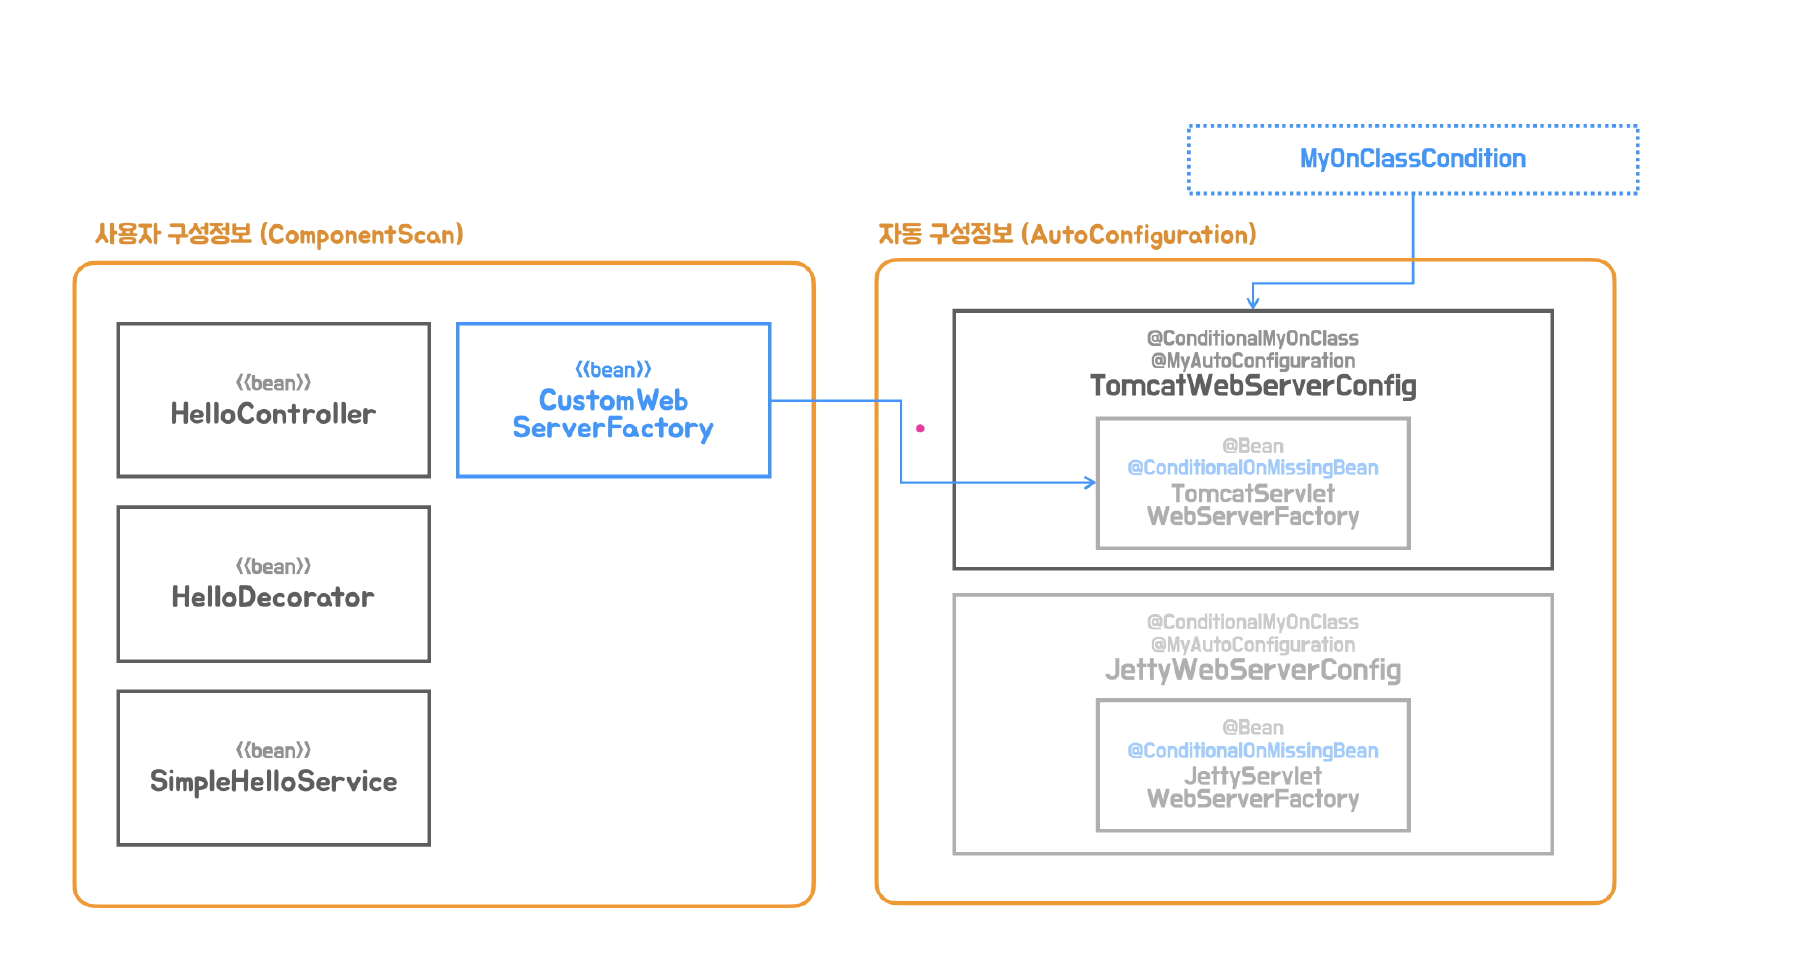 MyOnClassCondition
사용자 구성정보 (ComponentScan)
⟪bean⟫
HelloController
⟪bean⟫
CustomWeb
ServerFactory
⟪bean⟫
HelloDecorator
⟪bean⟫
SimpleHelloService
자동 구성정보 (AutoConfiguration)
@ConditionalMyOnClass
@MyAutoConfiguration
TomcatWebServerConfig
@Bean
@ConditionalOnMissingBean
TomcatServlet
WebServerFactory
@ConditionalMyOnClass
@MyAutoConfiguration
JettyWebServerConfig
@Bean
@ConditionalOnMissingBean
JettyServlet
WebServerFactory